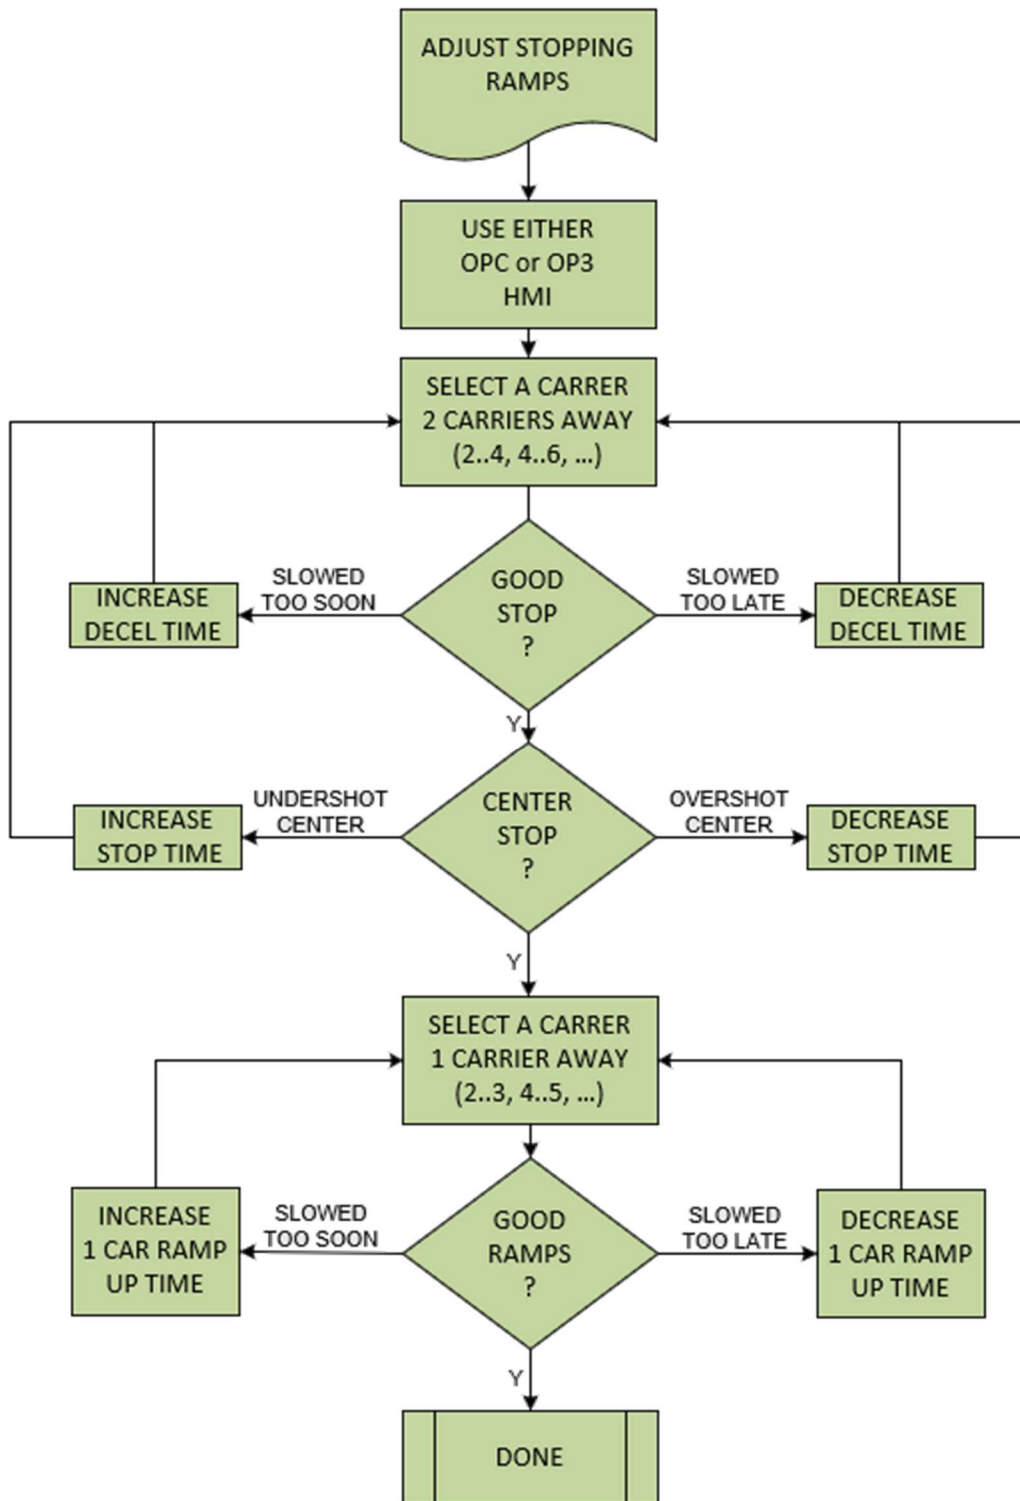 ADJUST STOPPING
RAMPS
USE EITHER
OPC or OP3
HMI
SELECT A CARRER
2 CARRIERS AWAY
(2..4, 4..6, ...)
GOOD
STOP
?
SLOWED
TOO SOON
INCREASE
DECEL TIME
SLOWED
TOO LATE
DECREASE
DECEL TIME
Y
CENTER
STOP
?
UNDERSHOT
CENTER
INCREASE
STOP TIME
OVERSHOT
CENTER
DECREASE
STOP TIME
Y
SELECT A CARRER
1 CARRIER AWAY
(2..3, 4..5, ...)
GOOD
RAMPS
?
SLOWED
TOO SOON
INCREASE
1 CAR RAMP
UP TIME
SLOWED
TOO LATE
DECREASE
1 CAR RAMP
UP TIME
Y
DONE